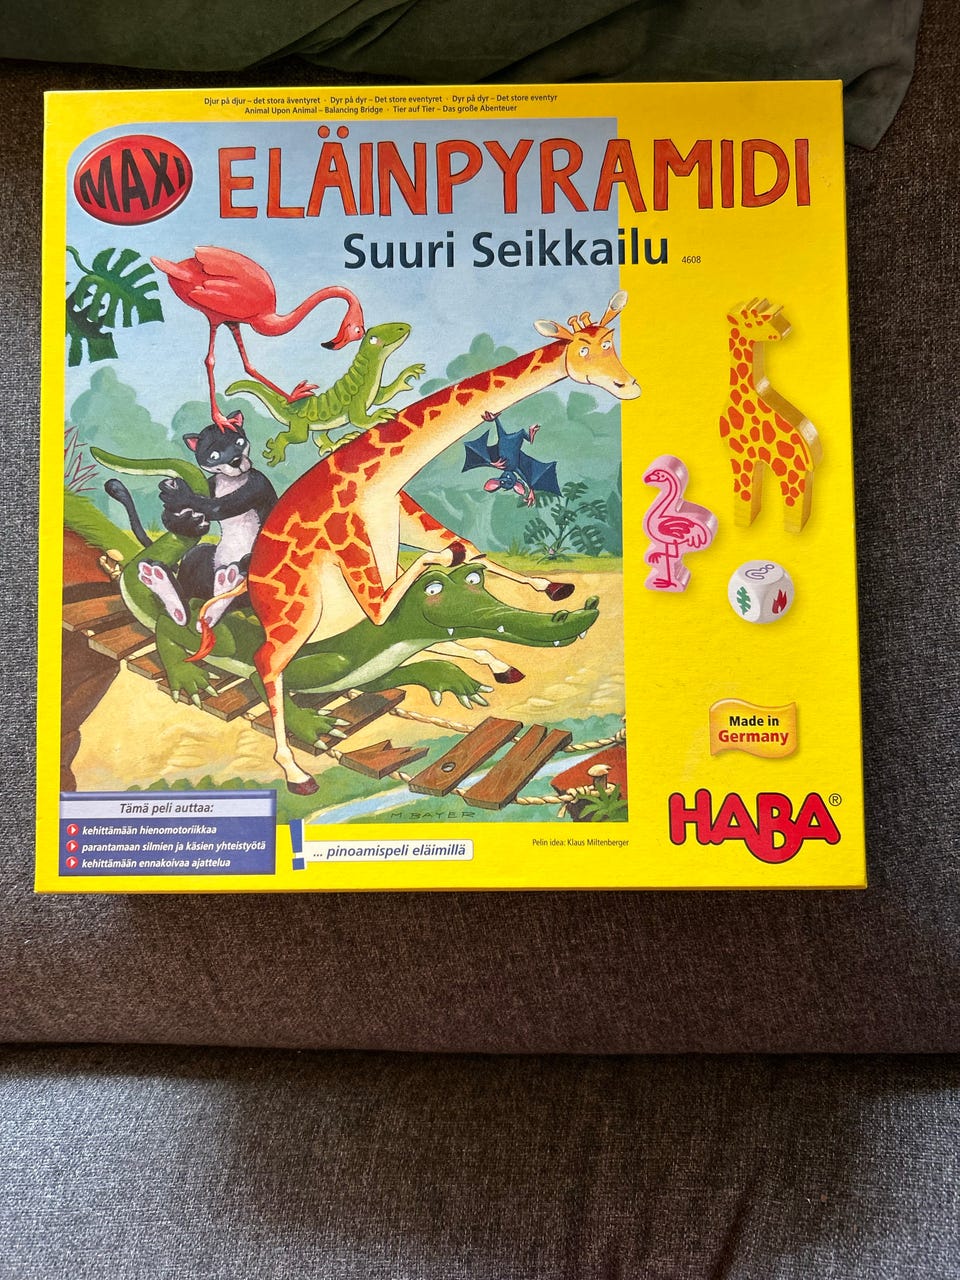 Djur på djur – det stora äventyret · Dyr på dyr – Det store eventyret · Dyr på dyr – Det store eventyr
Animal Upon Animal – Balancing Bridge · Tier auf Tier – Das große Abenteuer
MAXI
ELÄINPYRAMIDI
Suuri Seikkailu 4608
Made in
Germany
HABA®
M. BAYER
Tämä peli auttaa:
kehittämään hienomotoriikkaa
parantamaan silmien ja käsien yhteistyötä
kehittämään ennakoivaa ajattelua
! ... pinoamispeli eläimillä
Pelin idea: Klaus Miltenberger